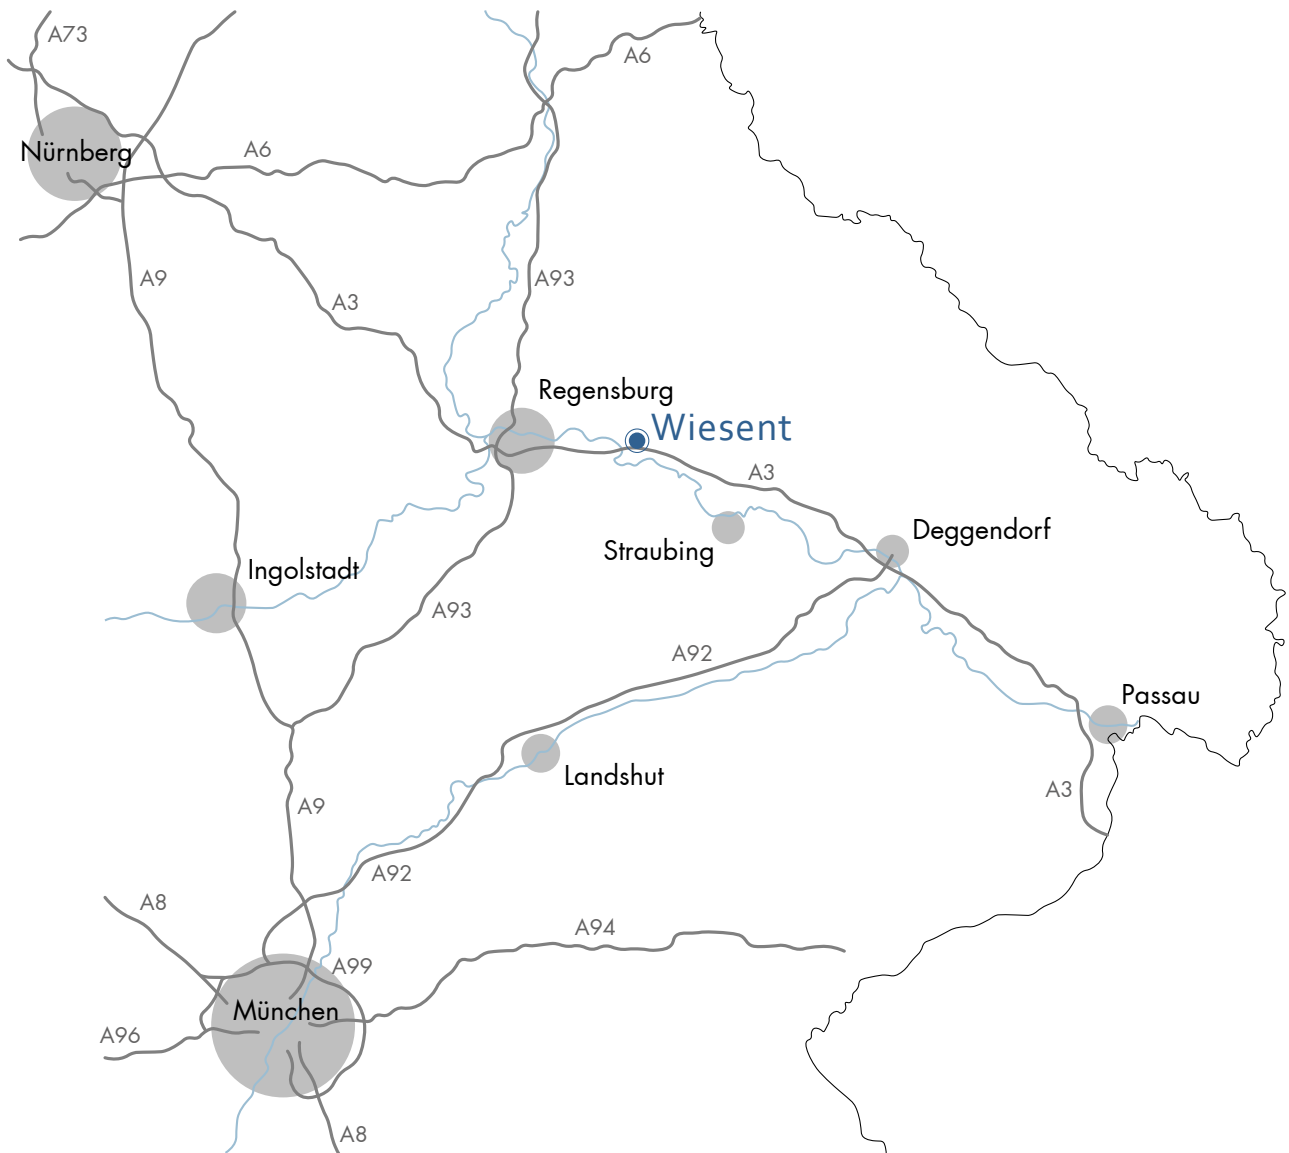 A73
A6
Nürnberg
A6
A9
A93
A3
Regensburg
Wiesent
A3
Deggendorf
Straubing
Ingolstadt
A93
A92
Passau
Landshut
A3
A9
A92
A8
A94
A99
München
A96
A8